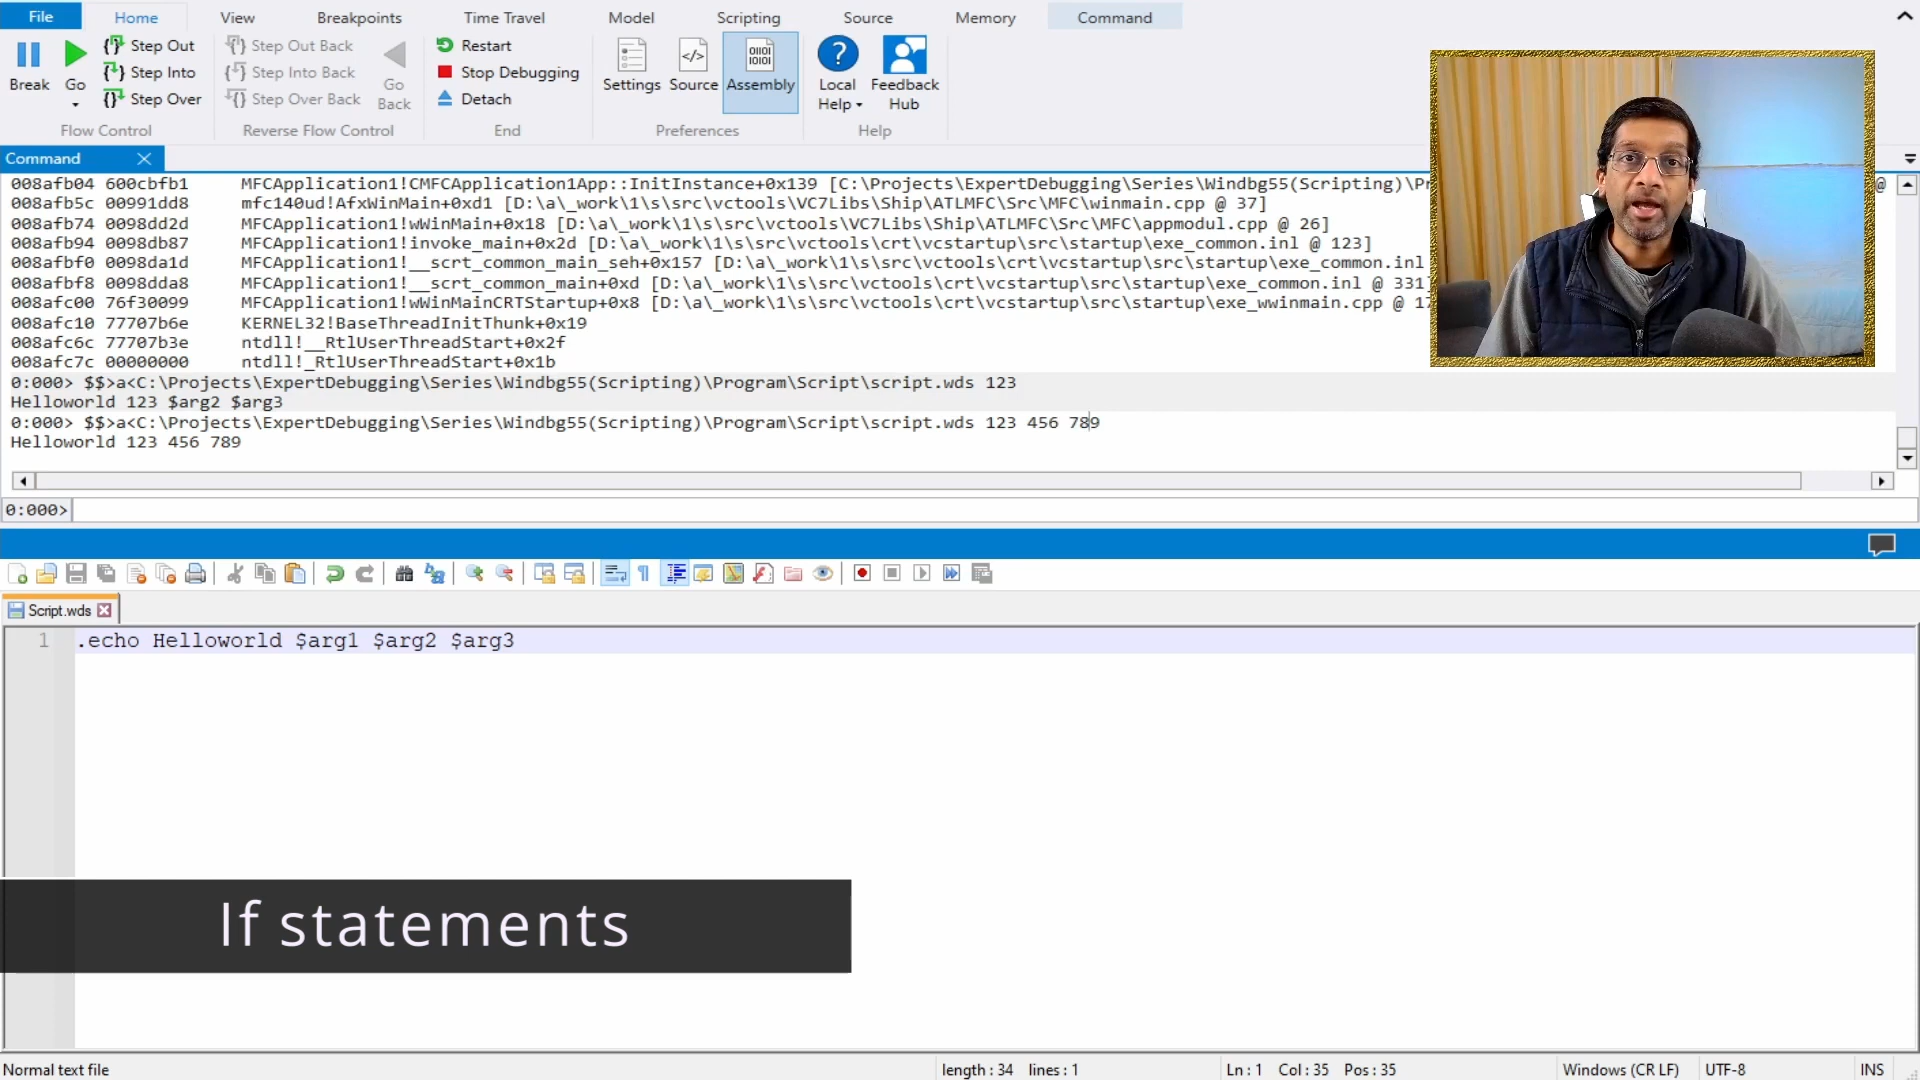 File Home View Breakpoints Time Travel Model Scripting Source Memory Command
Break Go Step Out Step Into Step Over
Flow Control
Step Out Back Step Into Back Step Over Back Go Back
Reverse Flow Control
Restart Stop Debugging Detach
End
Settings Source Assembly
Preferences
Local Help Feedback Hub
Help
Command
008afb04 600cbfb1 MFCApplication1!CMFCApplication1App::InitInstance+0x139 [C:\Projects\ExpertDebugging\Series\Windbg55(Scripting)\Pr @
008afb5c 00991dd8 mfc140ud!AfxWinMain+0xd1 [D:\a\_work\1\s\src\vctools\VC7Libs\Ship\ATLMFC\Src\MFC\winmain.cpp @ 37]
008afb74 0098dd2d MFCApplication1!wWinMain+0x18 [D:\a\_work\1\s\src\vctools\VC7Libs\Ship\ATLMFC\Src\MFC\appmodul.cpp @ 26]
008afb94 0098db87 MFCApplication1!invoke_main+0x2d [D:\a\_work\1\s\src\vctools\crt\vcstartup\src\startup\exe_common.inl @ 123]
008afbf0 0098da1d MFCApplication1!__scrt_common_main_seh+0x157 [D:\a\_work\1\s\src\vctools\crt\vcstartup\src\startup\exe_common.inl
008afbf8 0098dda8 MFCApplication1!__scrt_common_main+0xd [D:\a\_work\1\s\src\vctools\crt\vcstartup\src\startup\exe_common.inl @ 331]
008afc00 76f30099 MFCApplication1!wWinMainCRTStartup+0x8 [D:\a\_work\1\s\src\vctools\crt\vcstartup\src\startup\exe_wwinmain.cpp @ 17
008afc10 77707b6e KERNEL32!BaseThreadInitThunk+0x19
008afc6c 77707b3e ntdll!__RtlUserThreadStart+0x2f
008afc7c 00000000 ntdll!_RtlUserThreadStart+0x1b
0:000> $$>a<C:\Projects\ExpertDebugging\Series\Windbg55(Scripting)\Program\Script\script.wds 123
Helloworld 123 $arg2 $arg3
0:000> $$>a<C:\Projects\ExpertDebugging\Series\Windbg55(Scripting)\Program\Script\script.wds 123 456 789
Helloworld 123 456 789
0:000>
Script.wds
1 .echo Helloworld $arg1 $arg2 $arg3
If statements
Normal text file length : 34 lines : 1 Ln : 1 Col : 35 Pos : 35 Windows (CR LF) UTF-8 INS